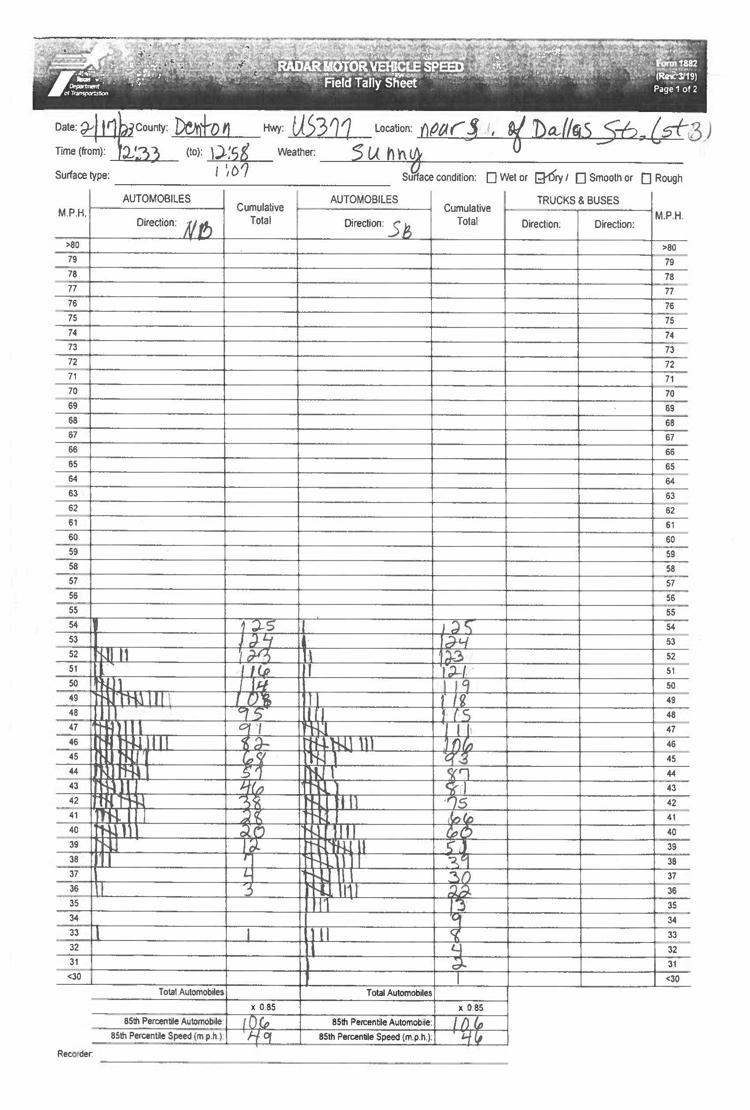 RADAR MOTOR VEHICLE SPEED
Field Tally Sheet
Form 1882
(Rev. 3/19)
Page 1 of 2
Texas
Department
of Transportation
Date: 2/17/23 County: Denton Hwy: US377 Location: near S. of Dallas St. (st 3)
Time (from): 12:33 (to): 12:58 Weather: Sunny
1:07
Surface type: Surface condition: Wet or Dry / Smooth or Rough
M.P.H. AUTOMOBILES Cumulative Total AUTOMOBILES Cumulative Total TRUCKS & BUSES M.P.H.
Direction: NB Direction: SB Direction: Direction:
>80 >80
79 79
78 78
77 77
76 76
75 75
74 74
73 73
72 72
71 71
70 70
69 69
68 68
67 67
66 66
65 65
64 64
63 63
62 62
61 61
60 60
59 59
58 58
57 57
56 56
55 55
54 125 125 54
53 124 124 53
52 123 123 52
51 116 121 51
50 114 119 50
49 108 118 49
48 95 115 48
47 91 111 47
46 82 106 46
45 68 93 45
44 57 87 44
43 46 81 43
42 38 75 42
41 28 66 41
40 20 60 40
39 12 51 39
38 7 39 38
37 4 30 37
36 3 22 36
35 13 35
34 9 34
33 1 8 33
32 4 32
31 2 31
<30 1 <30
Total Automobiles Total Automobiles
x 0.85 x 0.85
85th Percentile Automobile: 106 85th Percentile Automobile: 106
85th Percentile Speed (m.p.h.): 49 85th Percentile Speed (m.p.h.): 46
Recorder: